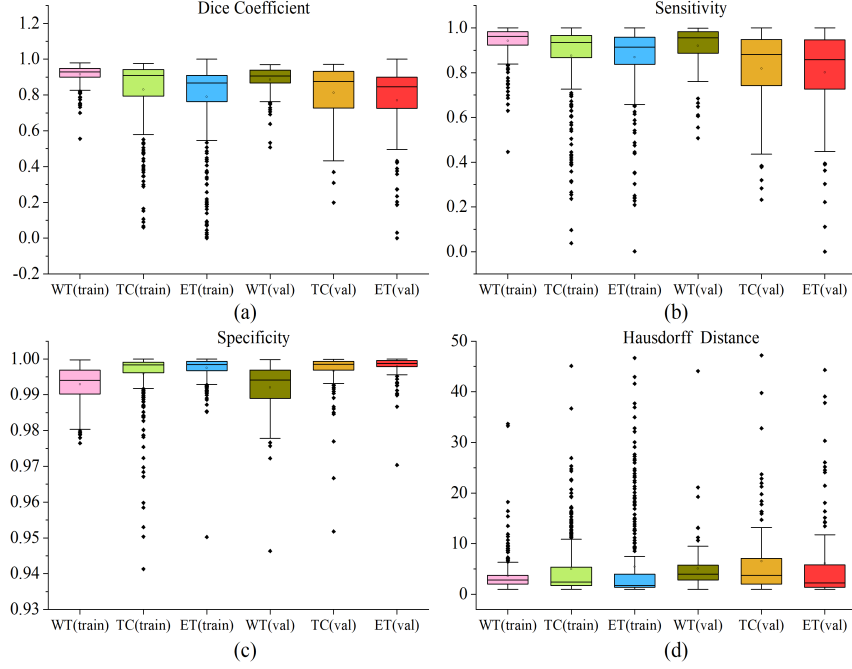 Dice Coefficient
1.2
1.0
0.8
0.6
0.4
0.2
0.0
-0.2
WT(train) TC(train) ET(train) WT(val) TC(val) ET(val)
(a)
Sensitivity
1.0
0.8
0.6
0.4
0.2
0.0
WT(train) TC(train) ET(train) WT(val) TC(val) ET(val)
(b)
Specificity
1.00
0.99
0.98
0.97
0.96
0.95
0.94
0.93
WT(train) TC(train) ET(train) WT(val) TC(val) ET(val)
(c)
Hausdorff Distance
50
40
30
20
10
5
0
WT(train) TC(train) ET(train) WT(val) TC(val) ET(val)
(d)